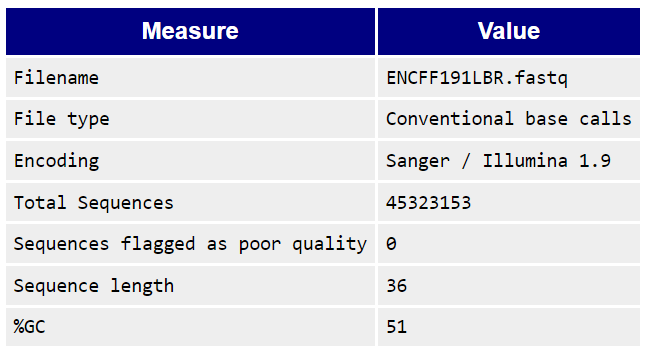 Measure Value
Filename ENCFF191LBR.fastq
File type Conventional base calls
Encoding Sanger / Illumina 1.9
Total Sequences 45323153
Sequences flagged as poor quality 0
Sequence length 36
%GC 51